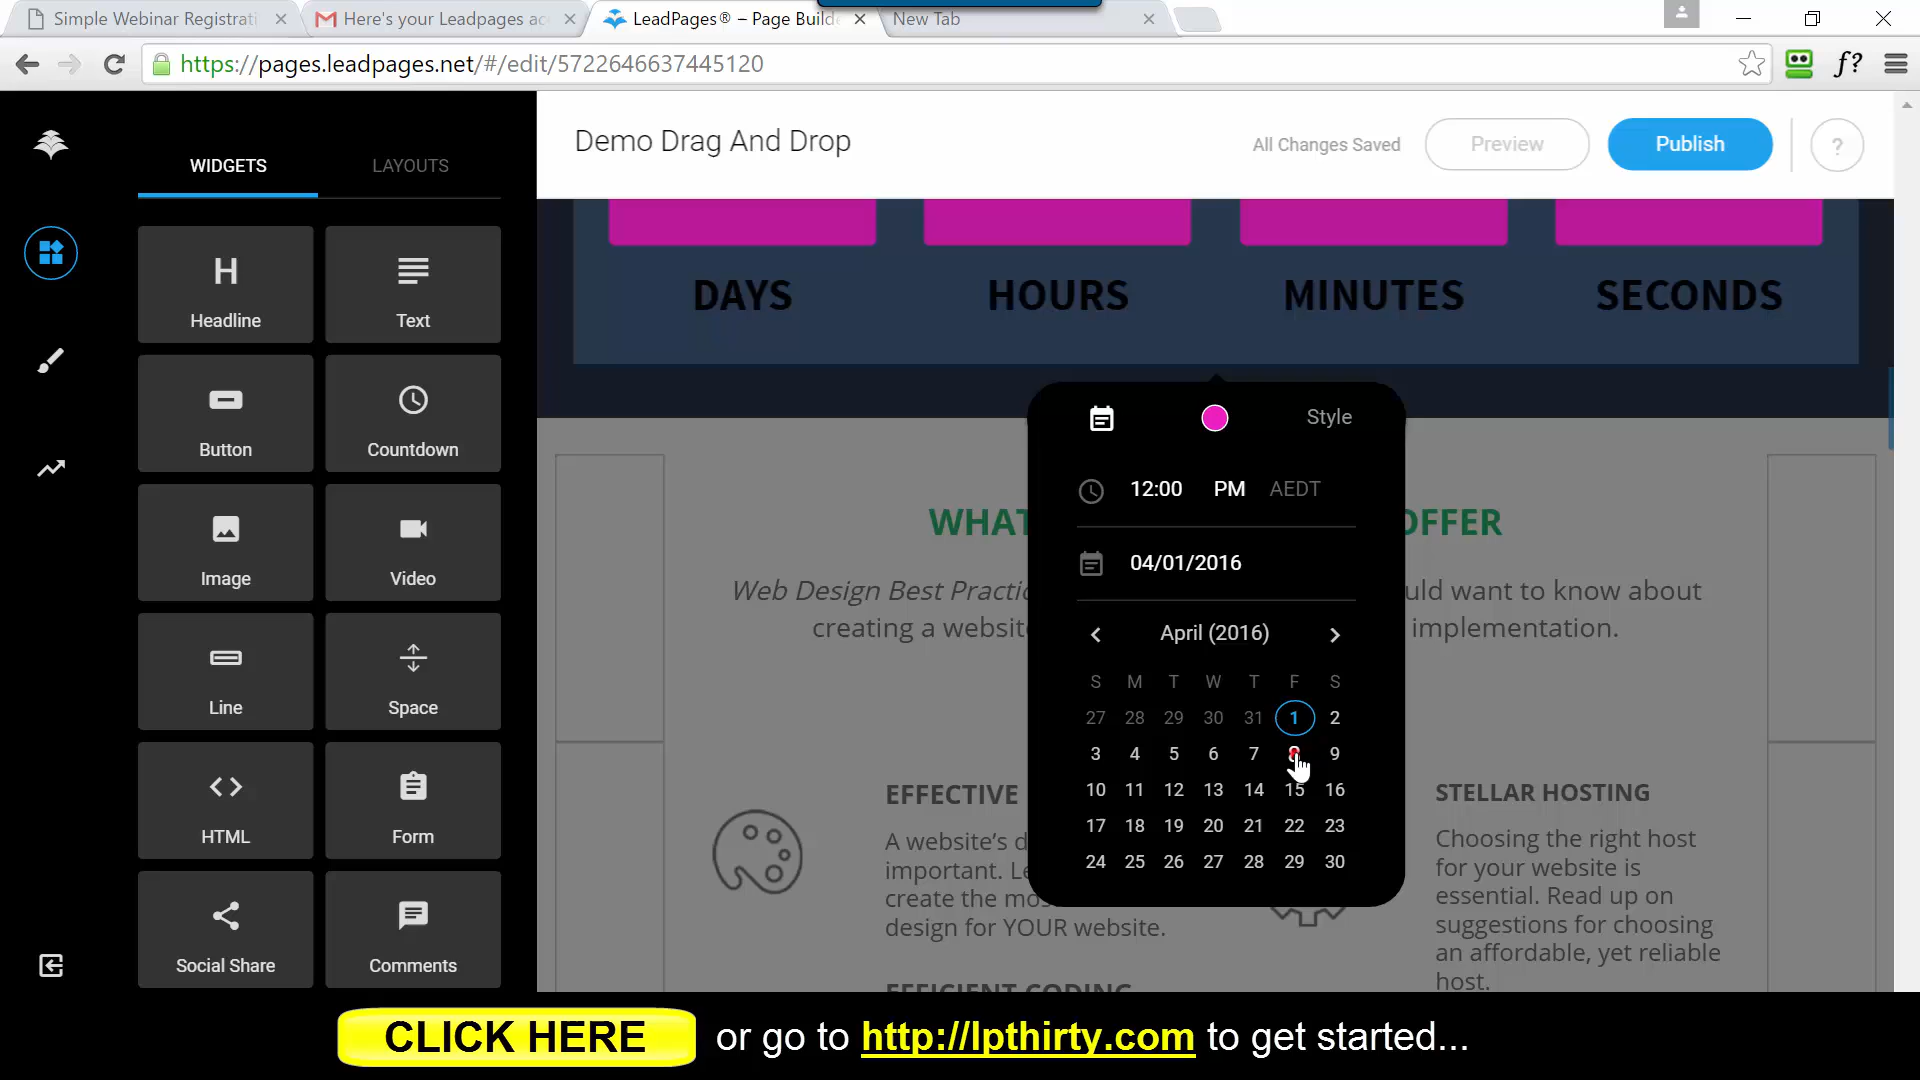 Simple Webinar Registrati
Here's your Leadpages ac
LeadPages® – Page Build
New Tab
https://pages.leadpages.net/#/edit/5722646637445120
f?
WIDGETS
LAYOUTS
Demo Drag And Drop
All Changes Saved
Preview
Publish
?
H
Headline
Text
Button
Countdown
Image
Video
Line
Space
HTML
Form
Social Share
Comments
DAYS
HOURS
MINUTES
SECONDS
Style
12:00 PM AEDT
04/01/2016
April (2016)
S M T W T F S
27 28 29 30 31 1 2
3 4 5 6 7 8 9
10 11 12 13 14 15 16
17 18 19 20 21 22 23
24 25 26 27 28 29 30
WHAT OFFER
Web Design Best Practic uld want to know about
creating a website implementation.
EFFECTIVE
A website's d
important. Le
create the mos
design for YOUR website.
EFFICIENT CODING
STELLAR HOSTING
Choosing the right host
for your website is
essential. Read up on
suggestions for choosing
an affordable, yet reliable
host.
CLICK HERE or go to http://lpthirty.com to get started...